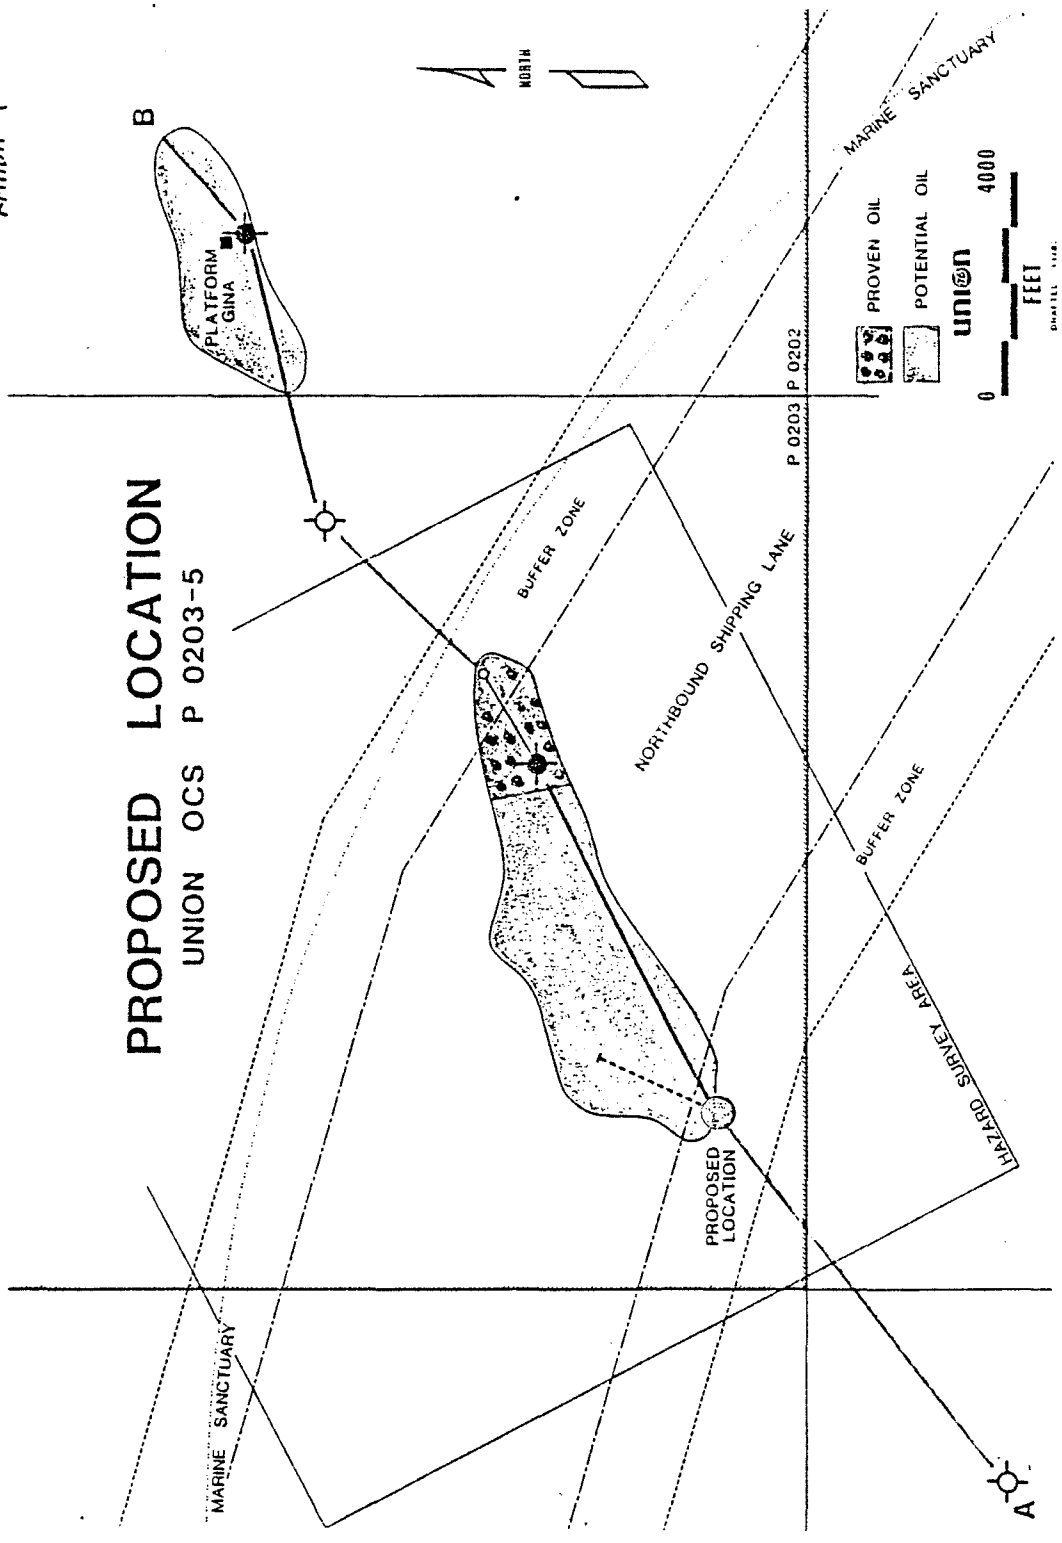 PROPOSED LOCATION
UNION OCS P 0203-5
B
PLATFORM
GINA
NORTH
BUFFER ZONE
MARINE SANCTUARY
NORTHBOUND SHIPPING LANE
P 0203
P 0202
PROPOSED
LOCATION
MARINE SANCTUARY
BUFFER ZONE
HAZARD SURVEY AREA
A
PROVEN OIL
POTENTIAL OIL
union
76
0
4000
FEET